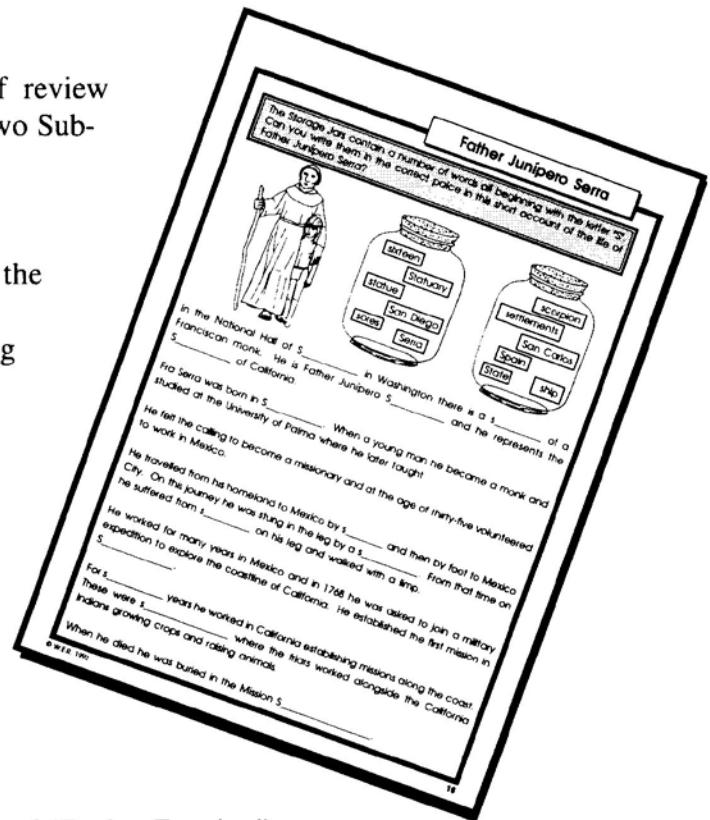 f review
wo Sub-
the
g
Father Junípero Serra
The Storage Jars contain a number of words all beginning with the letter "S".
Can you write them in the correct palce in this short account of the life of
Father Junípero Serra?
sixteen
Statuary
statue
San Diego
sores
Serra
scorpion
settlements
San Carlos
Spain
State
ship
In the National Hall of S________ in Washington there is a s________ of a
Franciscan monk. He is Father Junípero S________ and he represents the
S________ of California.
Fra Serra was born in S________. When a young man he became a monk and
studied at the University of Palma where he later taught.
He felt the calling to become a missionary and at the age of thirty-five volunteered
to work in Mexico.
He travelled from his homeland to Mexico by s________ and then by foot to Mexico
City. On this journey he was stung in the leg by a s________. From that time on
he suffered from s________ on his leg and walked with a limp.
He worked for many years in Mexico and in 1768 he was asked to join a military
expedition to explore the coastline of California. He established the first mission in
S________.
For s________ years he worked in California establishing missions along the coast.
These were s________ where the friars worked alongside the California
Indians growing crops and raising animals.
When he died he was buried in the Mission S________.
© W.E.R. 1991